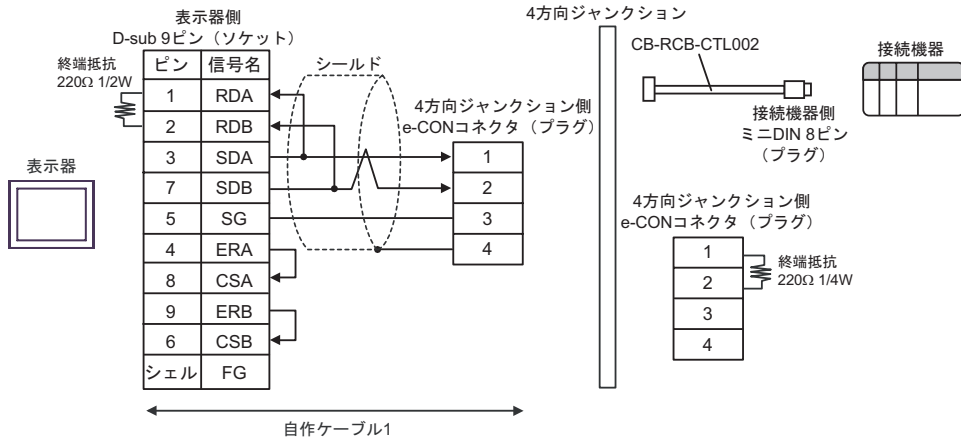 表示器側
D-sub 9ピン（ソケット）
終端抵抗
220Ω 1/2W
ピン 信号名
1 RDA
2 RDB
3 SDA
7 SDB
5 SG
4 ERA
8 CSA
9 ERB
6 CSB
シェル FG
表示器
シールド
4方向ジャンクション側
e-CONコネクタ（プラグ）
1
2
3
4
自作ケーブル1
4方向ジャンクション
CB-RCB-CTL002
接続機器側
ミニDIN 8ピン
（プラグ）
接続機器
4方向ジャンクション側
e-CONコネクタ（プラグ）
1
2
3
4
終端抵抗
220Ω 1/4W